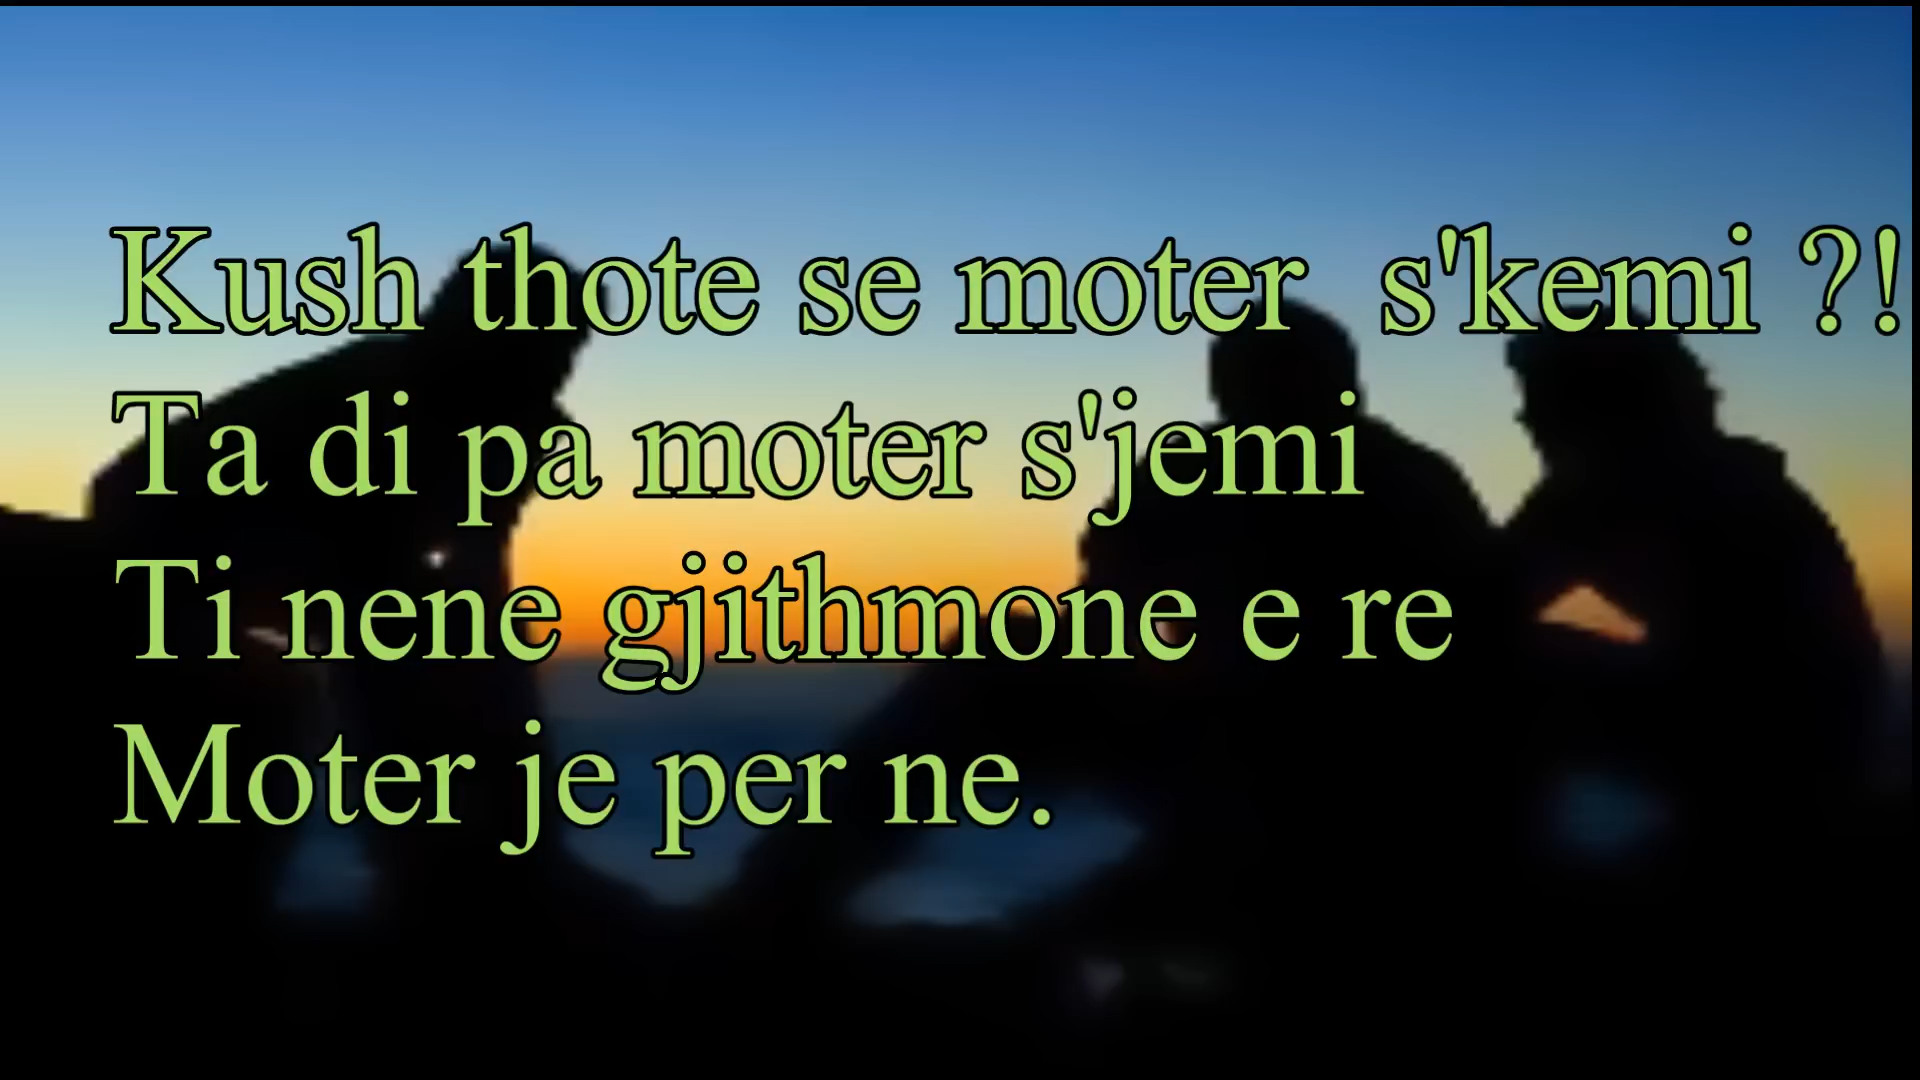 Kush thote se moter  s'kemi ?!
Ta di pa moter s'jemi
Ti nene gjithmone e re
Moter je per ne.